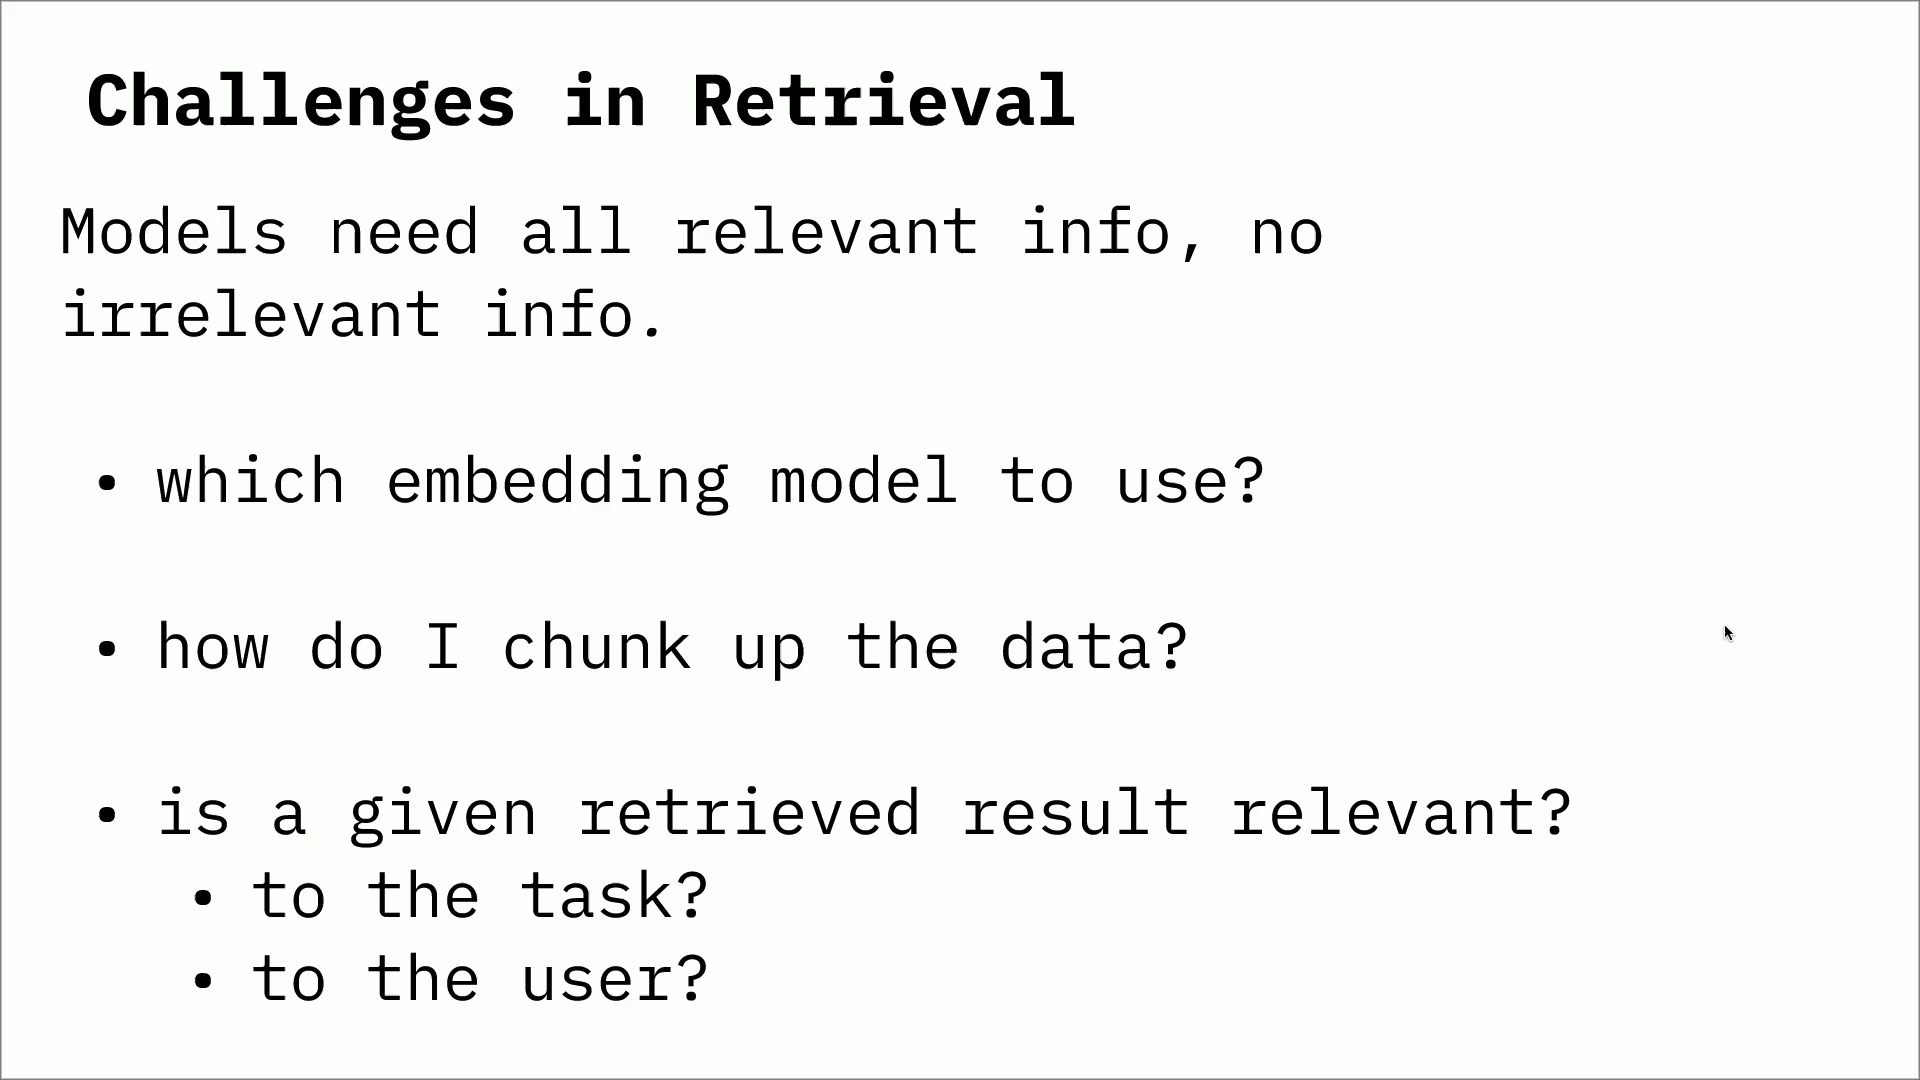 Challenges in Retrieval
Models need all relevant info, no
irrelevant info.
• which embedding model to use?
• how do I chunk up the data?
• is a given retrieved result relevant?
• to the task?
• to the user?